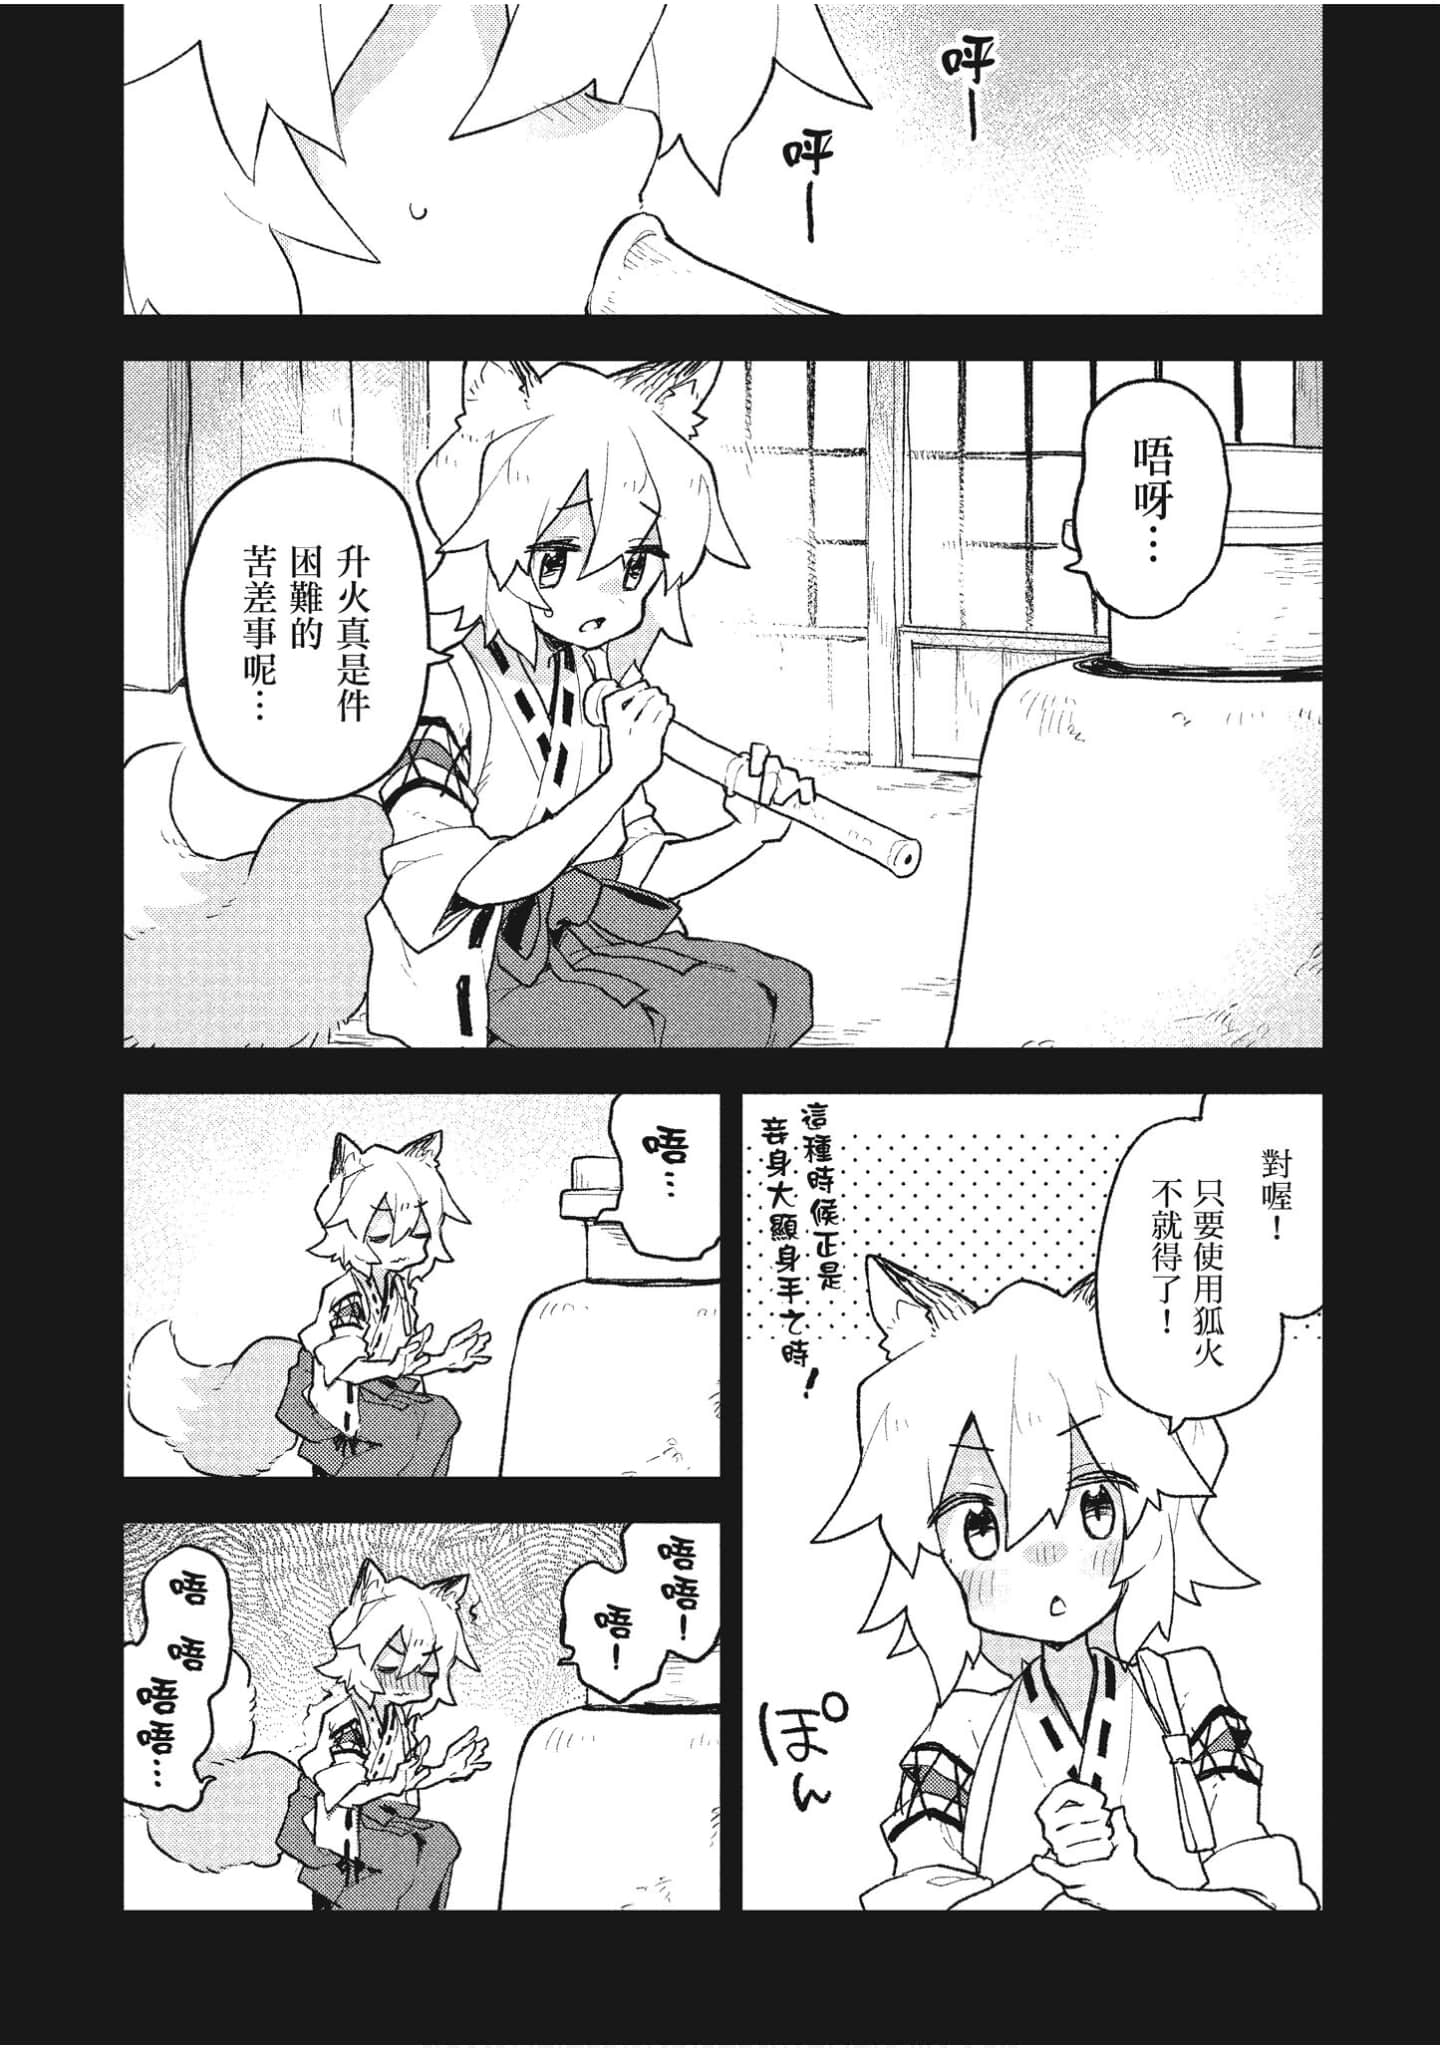 呼ー
呼ー
唔呀…
升火真是件
困難的
苦差事呢…
對喔！
只要使用狐火
不就得了！
這種時候正是
妾身大顯身手之時！
ぽん
唔…
唔唔！
唔！
唔
唔
唔唔…